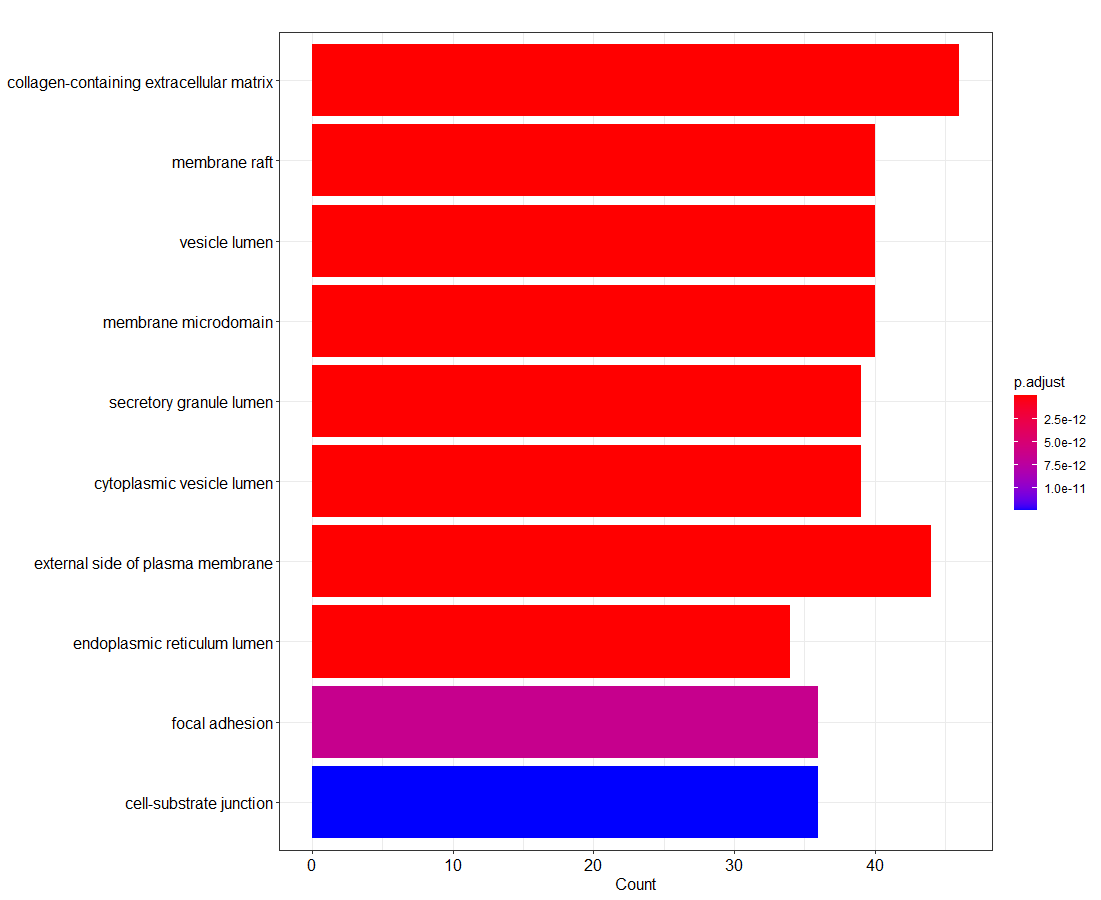 collagen-containing extracellular matrix
membrane raft
vesicle lumen
membrane microdomain
secretory granule lumen
cytoplasmic vesicle lumen
external side of plasma membrane
endoplasmic reticulum lumen
focal adhesion
cell-substrate junction
0 10 20 30 40
Count
p.adjust
2.5e-12
5.0e-12
7.5e-12
1.0e-11